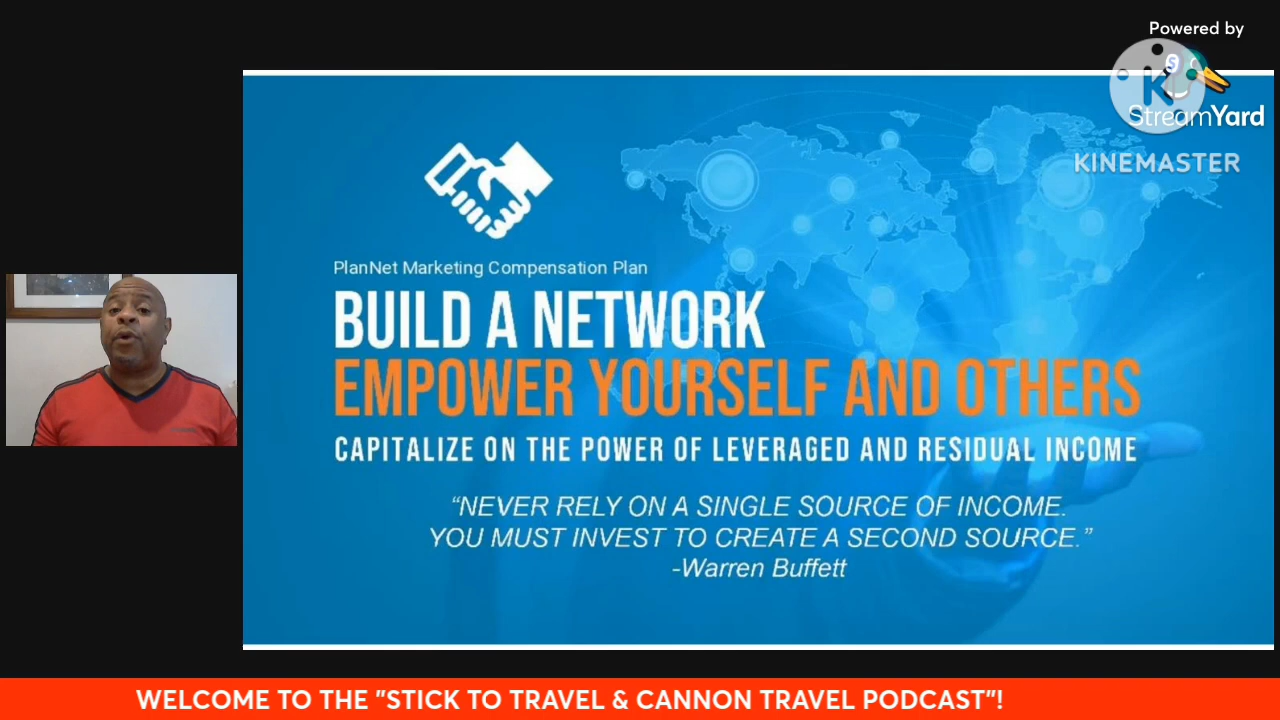 Powered by
StreamYard
KINEMASTER
PlanNet Marketing Compensation Plan
BUILD A NETWORK
EMPOWER YOURSELF AND OTHERS
CAPITALIZE ON THE POWER OF LEVERAGED AND RESIDUAL INCOME
“NEVER RELY ON A SINGLE SOURCE OF INCOME.
YOU MUST INVEST TO CREATE A SECOND SOURCE.”
-Warren Buffett
WELCOME TO THE "STICK TO TRAVEL & CANNON TRAVEL PODCAST"!